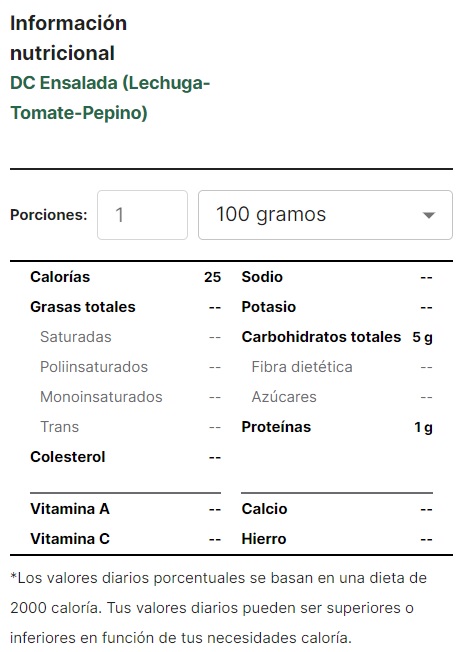 Información
nutricional
DC Ensalada (Lechuga-
Tomate-Pepino)
Porciones: 1 100 gramos
Calorías 25 Sodio --
Grasas totales -- Potasio --
Saturadas -- Carbohidratos totales 5 g
Poliinsaturados -- Fibra dietética --
Monoinsaturados -- Azúcares --
Trans -- Proteínas 1 g
Colesterol --
Vitamina A -- Calcio --
Vitamina C -- Hierro --
*Los valores diarios porcentuales se basan en una dieta de
2000 caloría. Tus valores diarios pueden ser superiores o
inferiores en función de tus necesidades caloría.